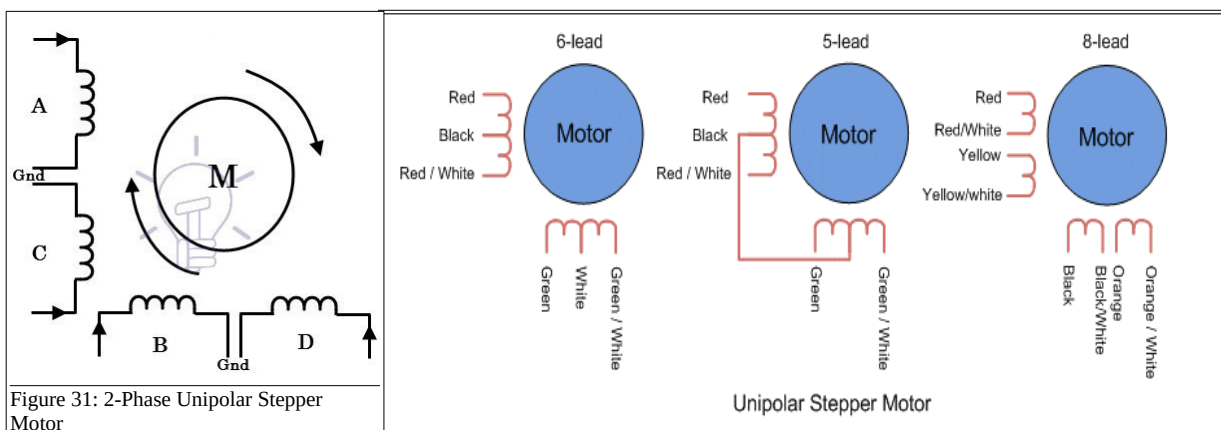 A
Gnd
M
C
B
D
Gnd
Figure 31: 2-Phase Unipolar Stepper
Motor
6-lead
Red
Black
Red / White
Motor
Green
White
Green / White
5-lead
Red
Black
Red / White
Motor
Green
Green / White
8-lead
Red
Red/White
Yellow
Yellow/white
Motor
Black
Black/White
Orange
Orange / White
Unipolar Stepper Motor